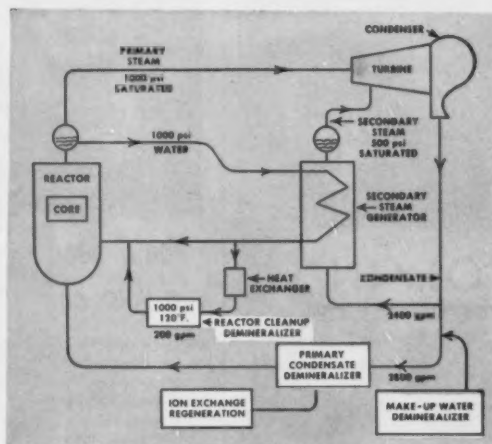 CONDENSER
PRIMARY
STEAM
1000 psi
SATURATED
TURBINE
1000 psi
WATER
SECONDARY
STEAM
500 psi
SATURATED
REACTOR
CORE
SECONDARY
STEAM
GENERATOR
HEAT
EXCHANGER
CONDENSATE
1000 psi
120°F.
200 gpm
REACTOR CLEANUP
DEMINERALIZER
2400 gpm
PRIMARY
CONDENSATE
DEMINERALIZER
2800 gpm
ION EXCHANGE
REGENERATION
MAKE-UP WATER
DEMINERALIZER